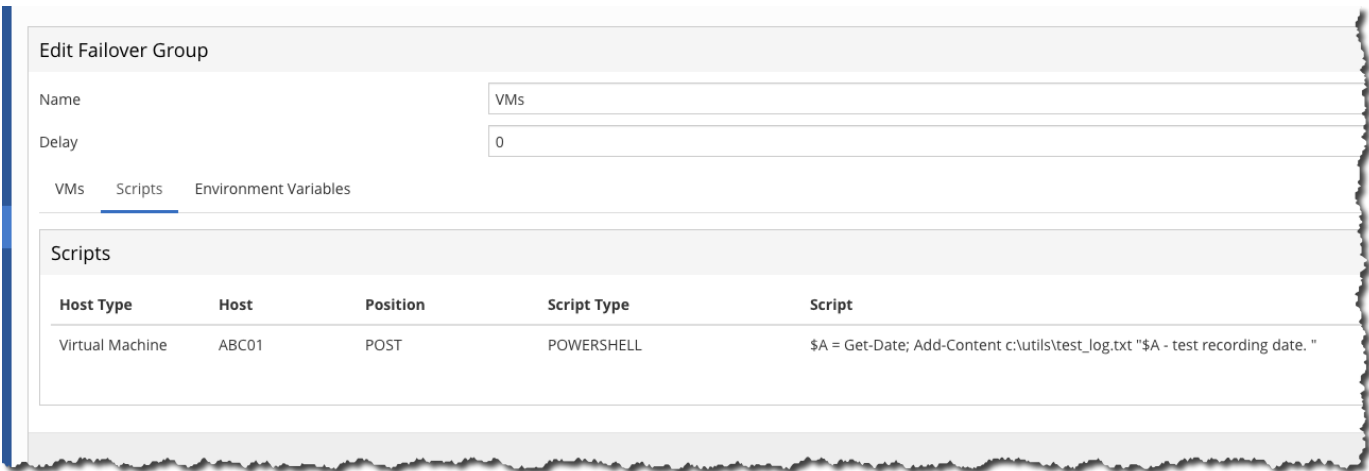 Edit Failover Group
Name VMs
Delay 0
VMs Scripts Environment Variables
Scripts
Host Type Host Position Script Type Script
Virtual Machine ABC01 POST POWERSHELL $A = Get-Date; Add-Content c:\utils\test_log.txt "$A - test recording date. "